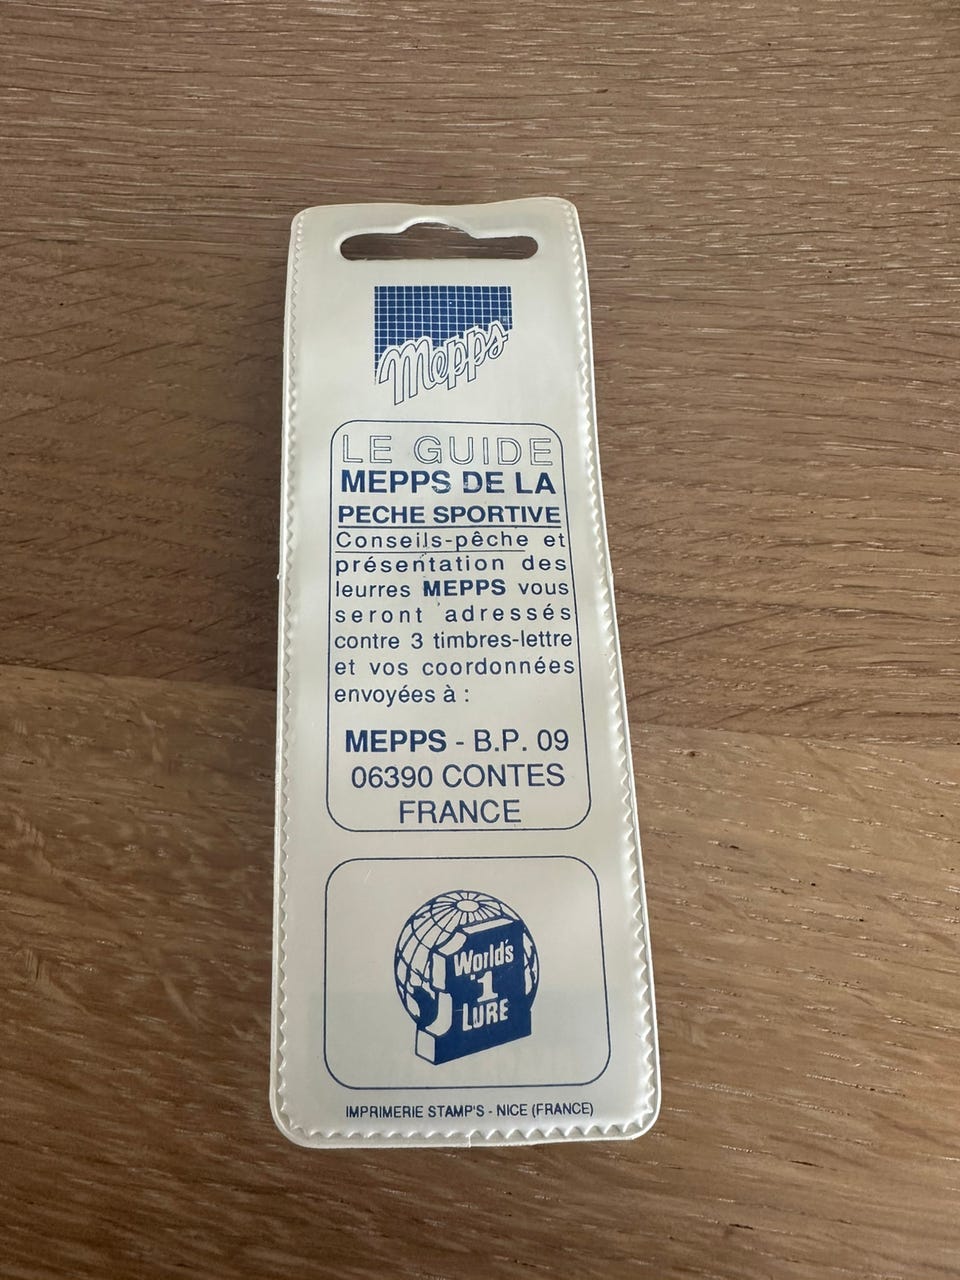 Mepps
LE GUIDE
MEPPS DE LA
PECHE SPORTIVE
Conseils-pêche et
présentation des
leurres MEPPS vous
seront adressés
contre 3 timbres-lettre
et vos coordonnées
envoyées à :
MEPPS - B.P. 09
06390 CONTES
FRANCE
World's
#1
LURE
IMPRIMERIE STAMP'S - NICE (FRANCE)